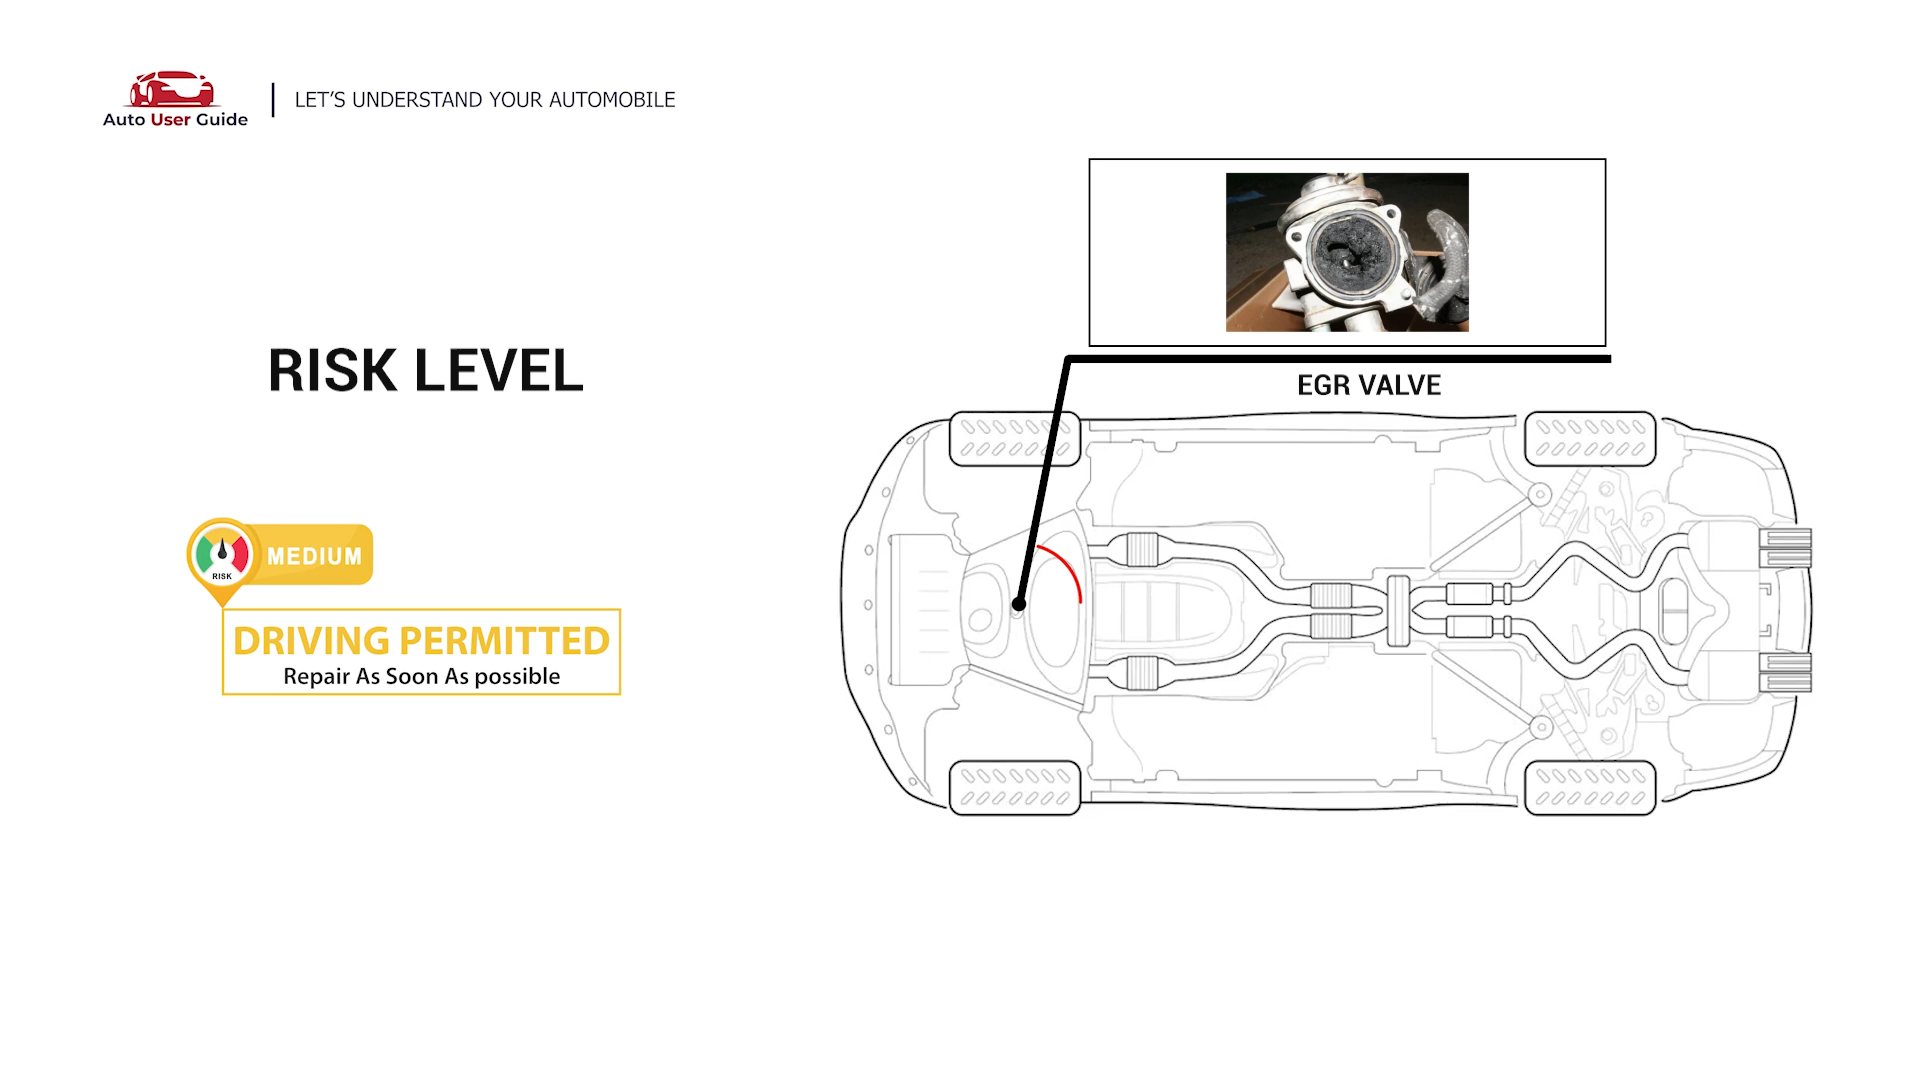 Auto User Guide
LET'S UNDERSTAND YOUR AUTOMOBILE
RISK LEVEL
EGR VALVE
RISK
MEDIUM
DRIVING PERMITTED
Repair As Soon As possible